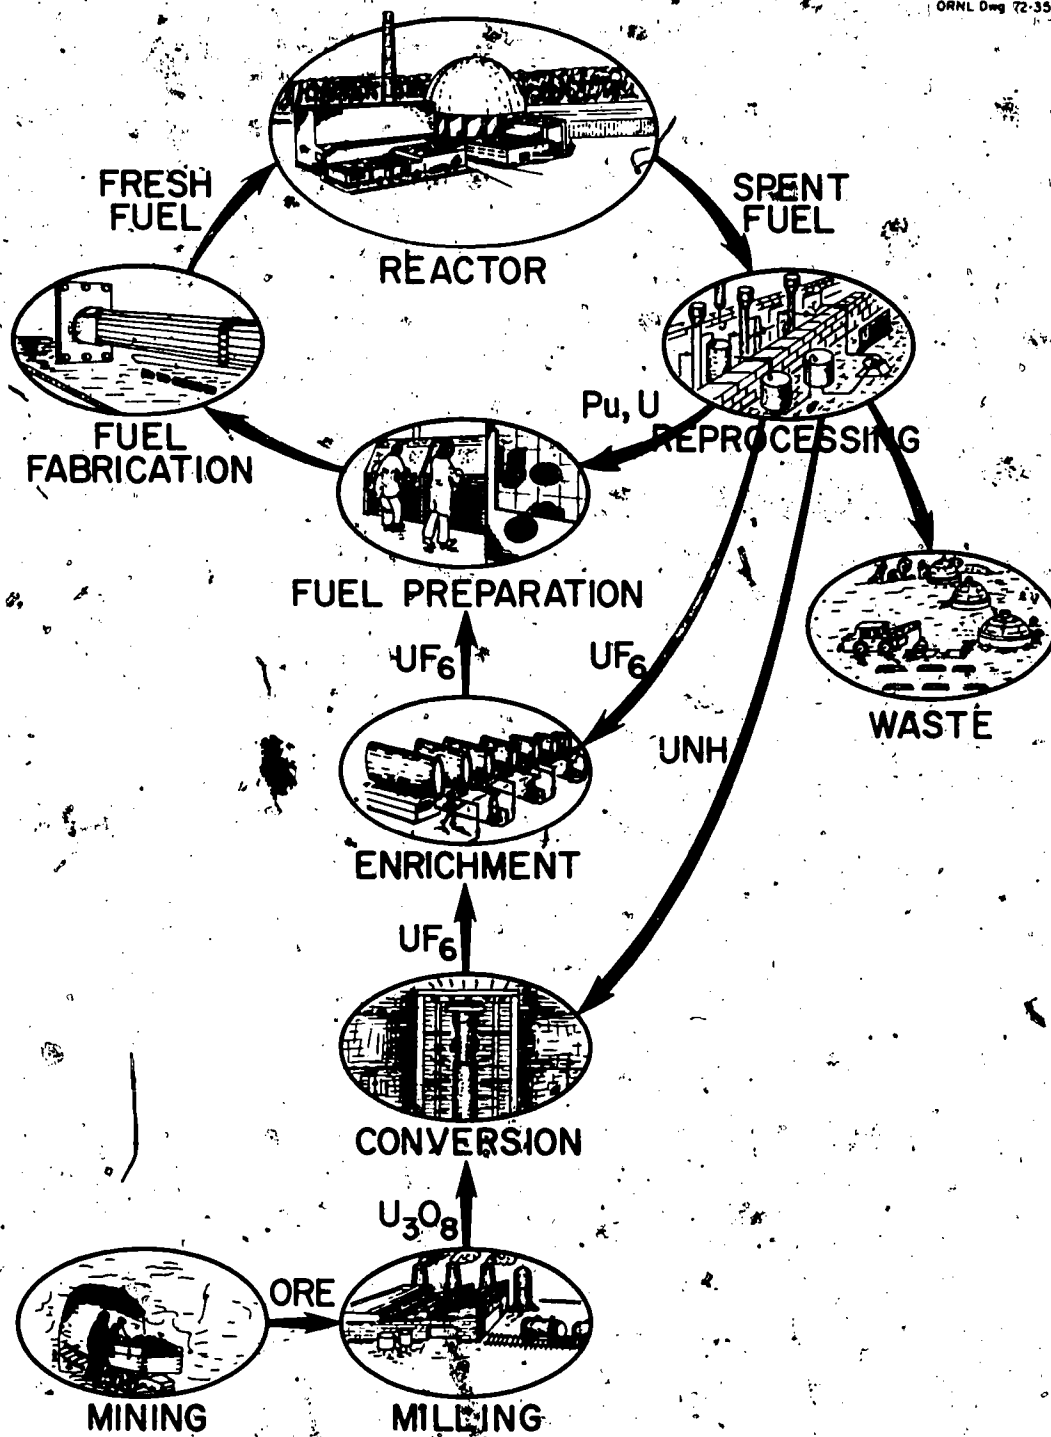 ORNL Dwg 72-35
REACTOR
FRESH
FUEL
SPENT
FUEL
FUEL
FABRICATION
Pu, U
REPROCESSING
FUEL PREPARATION
UF6
UF6
WASTE
UNH
ENRICHMENT
UF6
CONVERSION
U3O8
ORE
MINING
MILLING